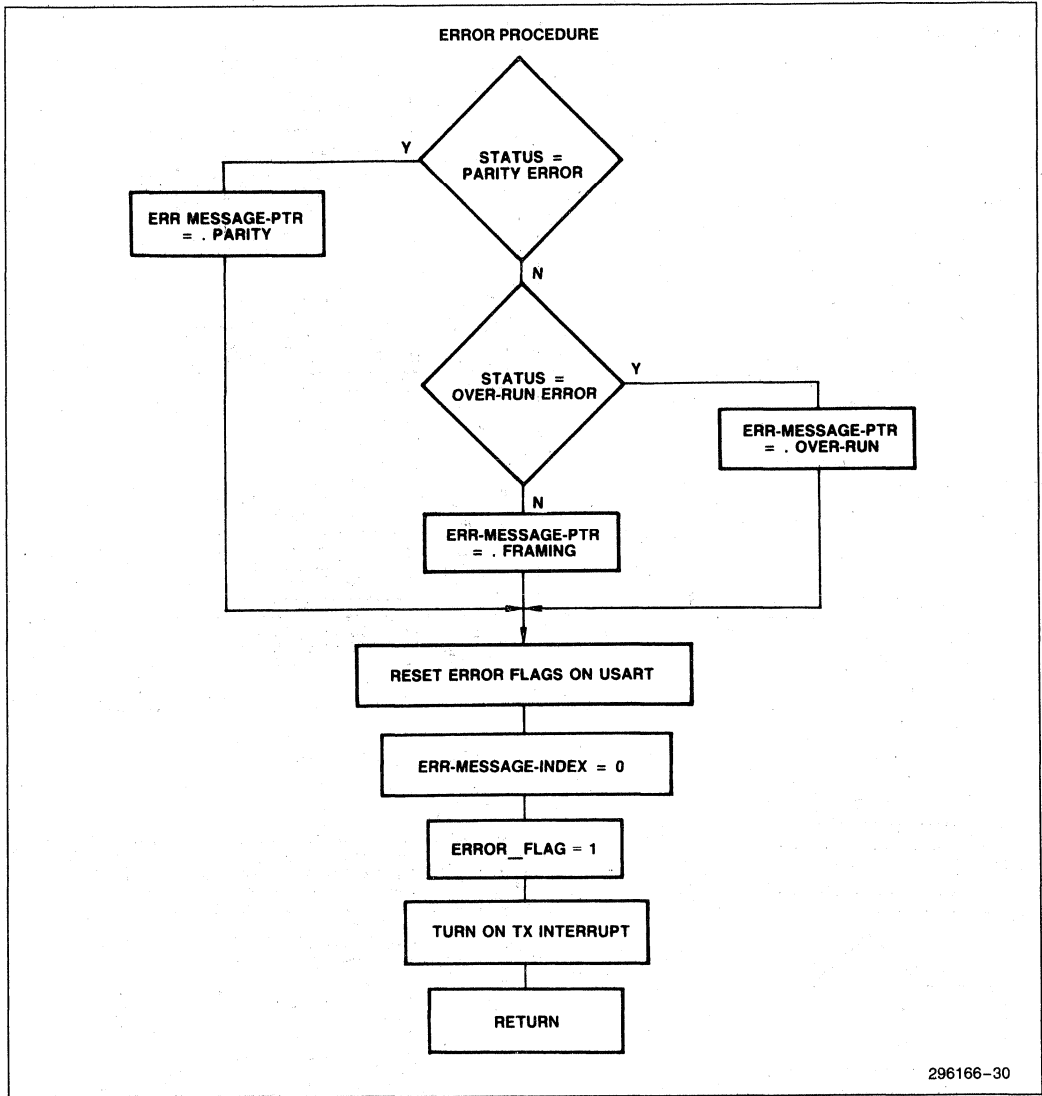 ERROR PROCEDURE
STATUS =
PARITY ERROR
Y
ERR MESSAGE-PTR
= . PARITY
N
STATUS =
OVER-RUN ERROR
Y
ERR-MESSAGE-PTR
= . OVER-RUN
N
ERR-MESSAGE-PTR
= . FRAMING
RESET ERROR FLAGS ON USART
ERR-MESSAGE-INDEX = 0
ERROR__FLAG = 1
TURN ON TX INTERRUPT
RETURN
296166-30